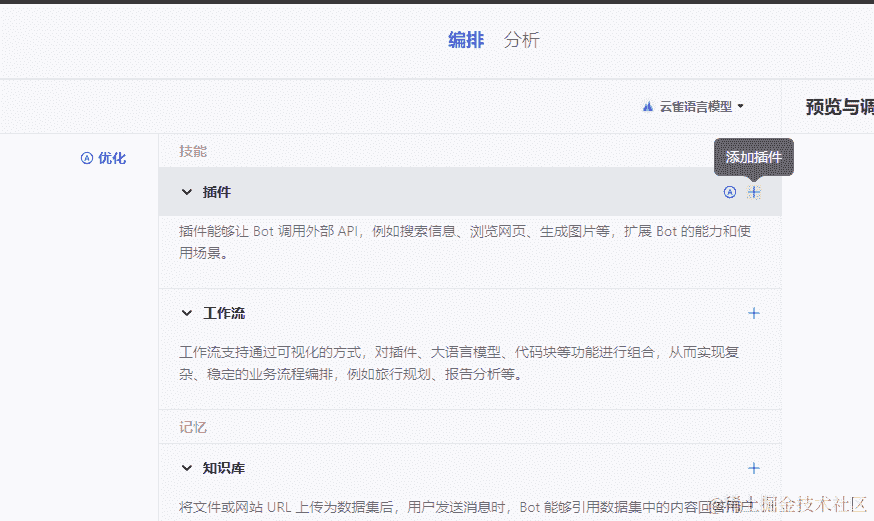 编排 分析
云雀语言模型
预览与调
优化
技能
添加插件
插件
插件能够让 Bot 调用外部 API，例如搜索信息、浏览网页、生成图片等，扩展 Bot 的能力和使
用场景。
工作流
工作流支持通过可视化的方式，对插件、大语言模型、代码块等功能进行组合，从而实现复
杂、稳定的业务流程编排，例如旅行规划、报告分析等。
记忆
知识库
将文件或网站 URL 上传为数据集后，用户发送消息时，Bot 能够引用数据集中的内容回答用户
@稀土掘金技术社区